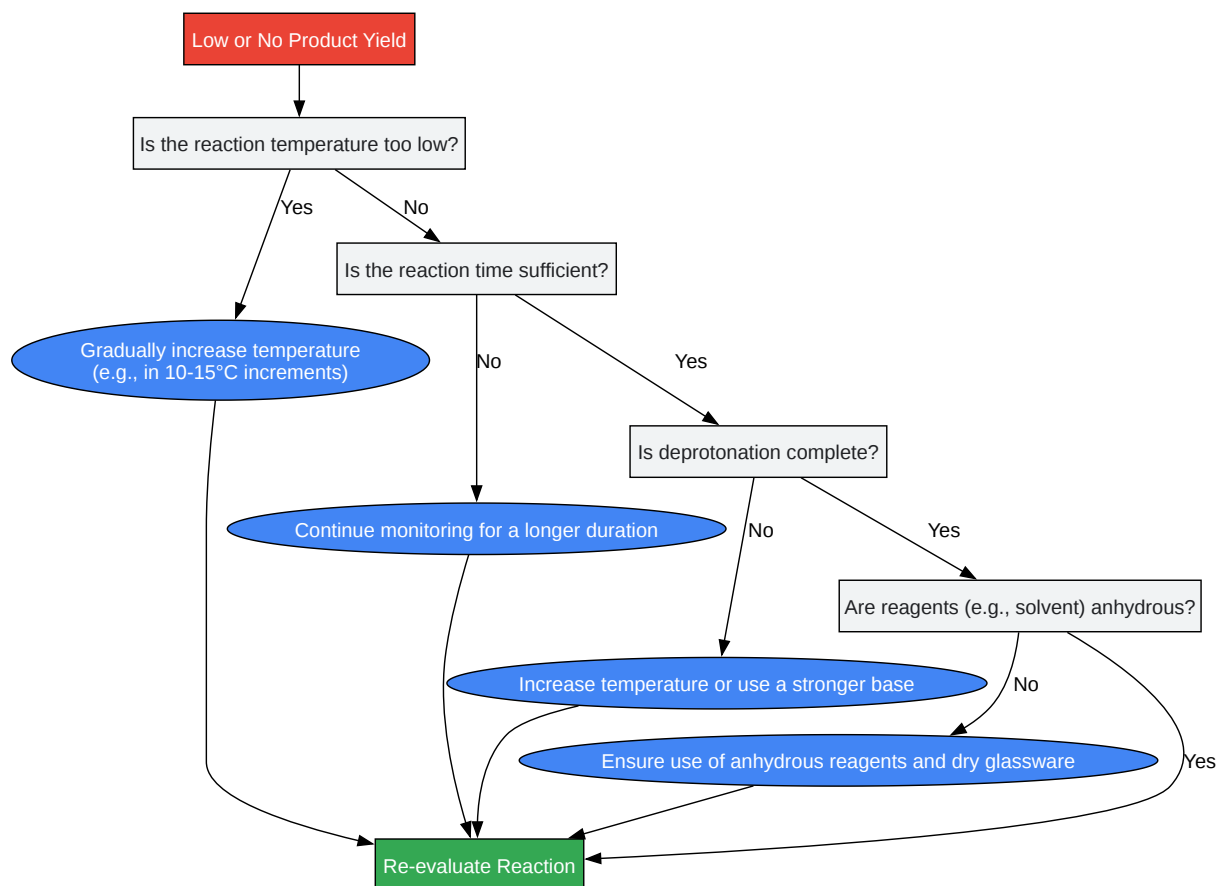 Low or No Product Yield
Is the reaction temperature too low?
Yes
No
Is the reaction time sufficient?
Gradually increase temperature
(e.g., in 10-15°C increments)
No
Yes
Is deprotonation complete?
Continue monitoring for a longer duration
No
Yes
Are reagents (e.g., solvent) anhydrous?
Increase temperature or use a stronger base
No
Ensure use of anhydrous reagents and dry glassware
Yes
Re-evaluate Reaction